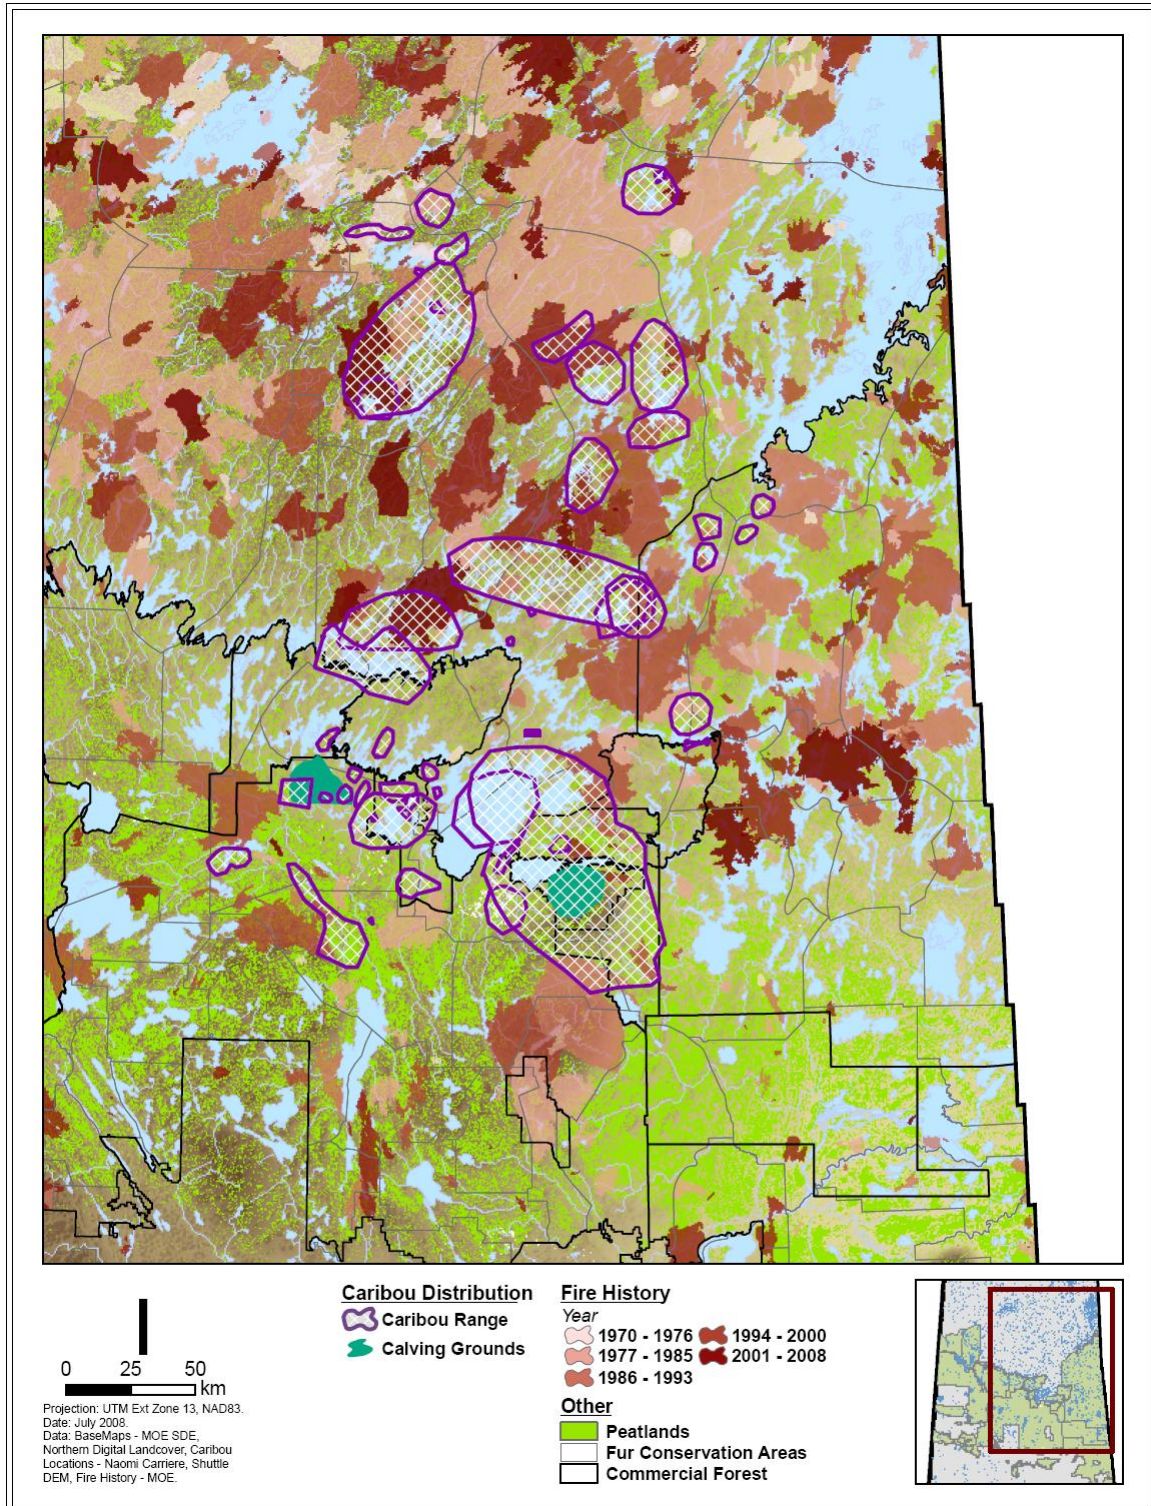 Caribou Distribution
Caribou Range
Calving Grounds
Fire History
Year
1970 - 1976
1994 - 2000
1977 - 1985
2001 - 2008
1986 - 1993
Other
Peatlands
Fur Conservation Areas
Commercial Forest
0 25 50
km
Projection: UTM Ext Zone 13, NAD83.
Date: July 2008.
Data: BaseMaps - MOE SDE,
Northern Digital Landcover, Caribou
Locations - Naomi Carriere, Shuttle
DEM, Fire History - MOE.